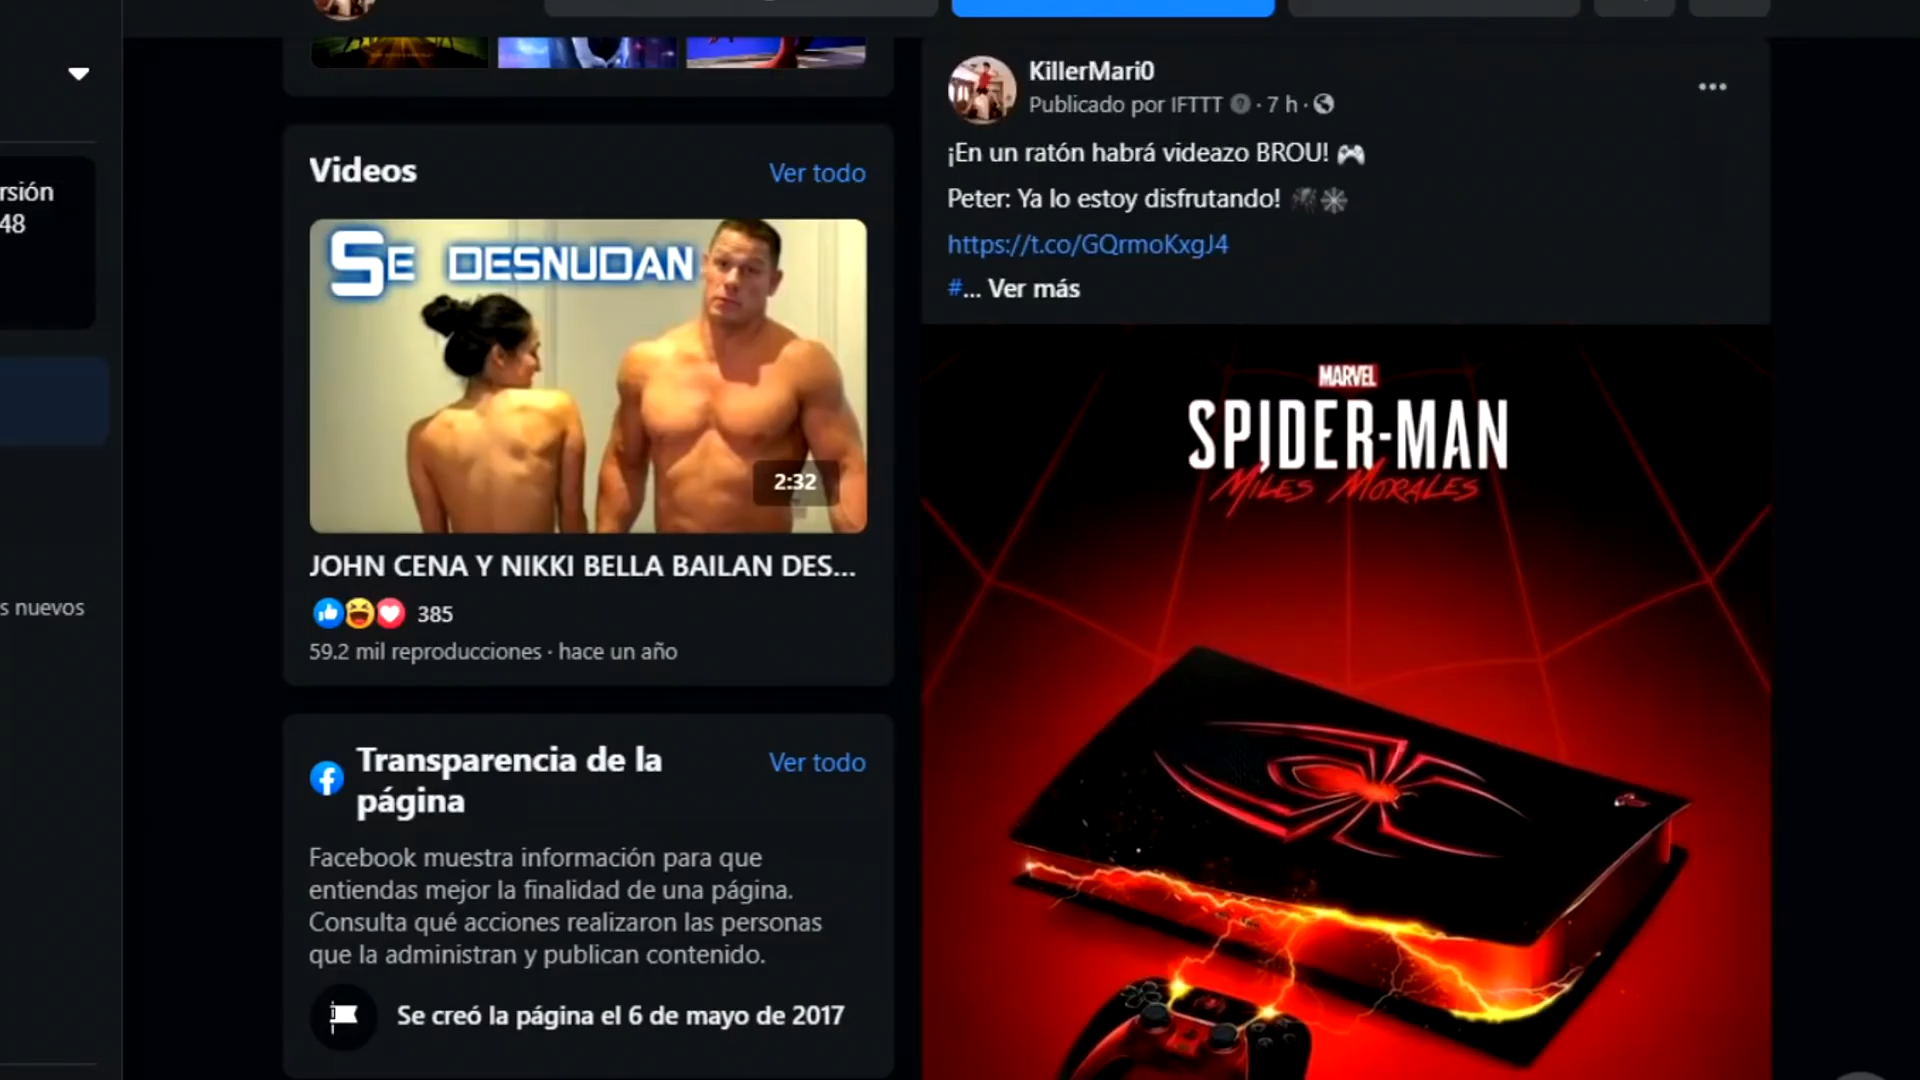 rsión
48
s nuevos
Videos
Ver todo
SE DESNUDAN
2:32
JOHN CENA Y NIKKI BELLA BAILAN DES...
385
59.2 mil reproducciones · hace un año
Transparencia de la página
Ver todo
Facebook muestra información para que
entiendas mejor la finalidad de una página.
Consulta qué acciones realizaron las personas
que la administran y publican contenido.
Se creó la página el 6 de mayo de 2017
KillerMari0
Publicado por IFTTT · 7 h ·
¡En un ratón habrá videazo BROU! 🎮
Peter: Ya lo estoy disfrutando! 🕷🕸
https://t.co/GQrmoKxgJ4
#... Ver más
MARVEL
SPIDER-MAN
MILES MORALES